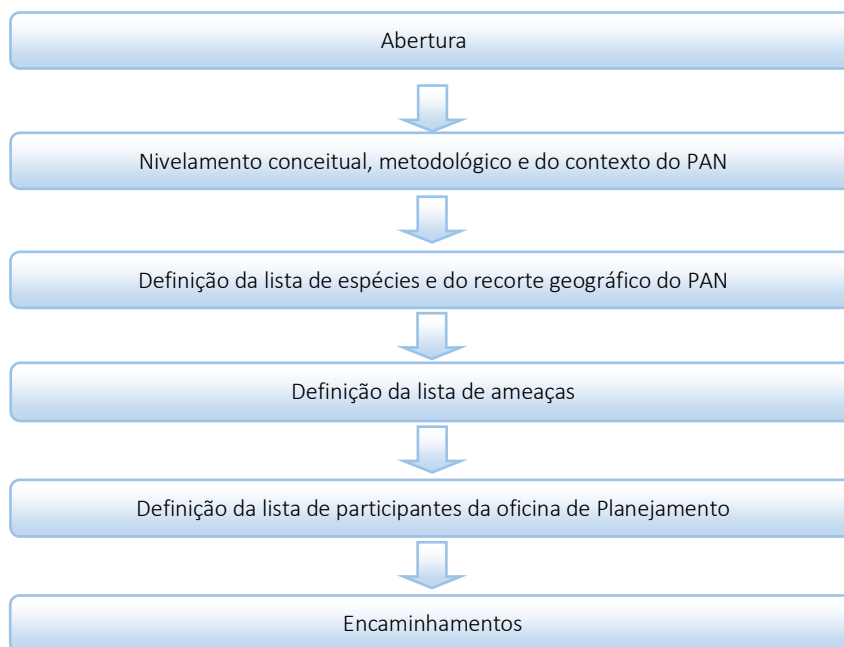 Abertura
Nivelamento conceitual, metodológico e do contexto do PAN
Definição da lista de espécies e do recorte geográfico do PAN
Definição da lista de ameaças
Definição da lista de participantes da oficina de Planejamento
Encaminhamentos